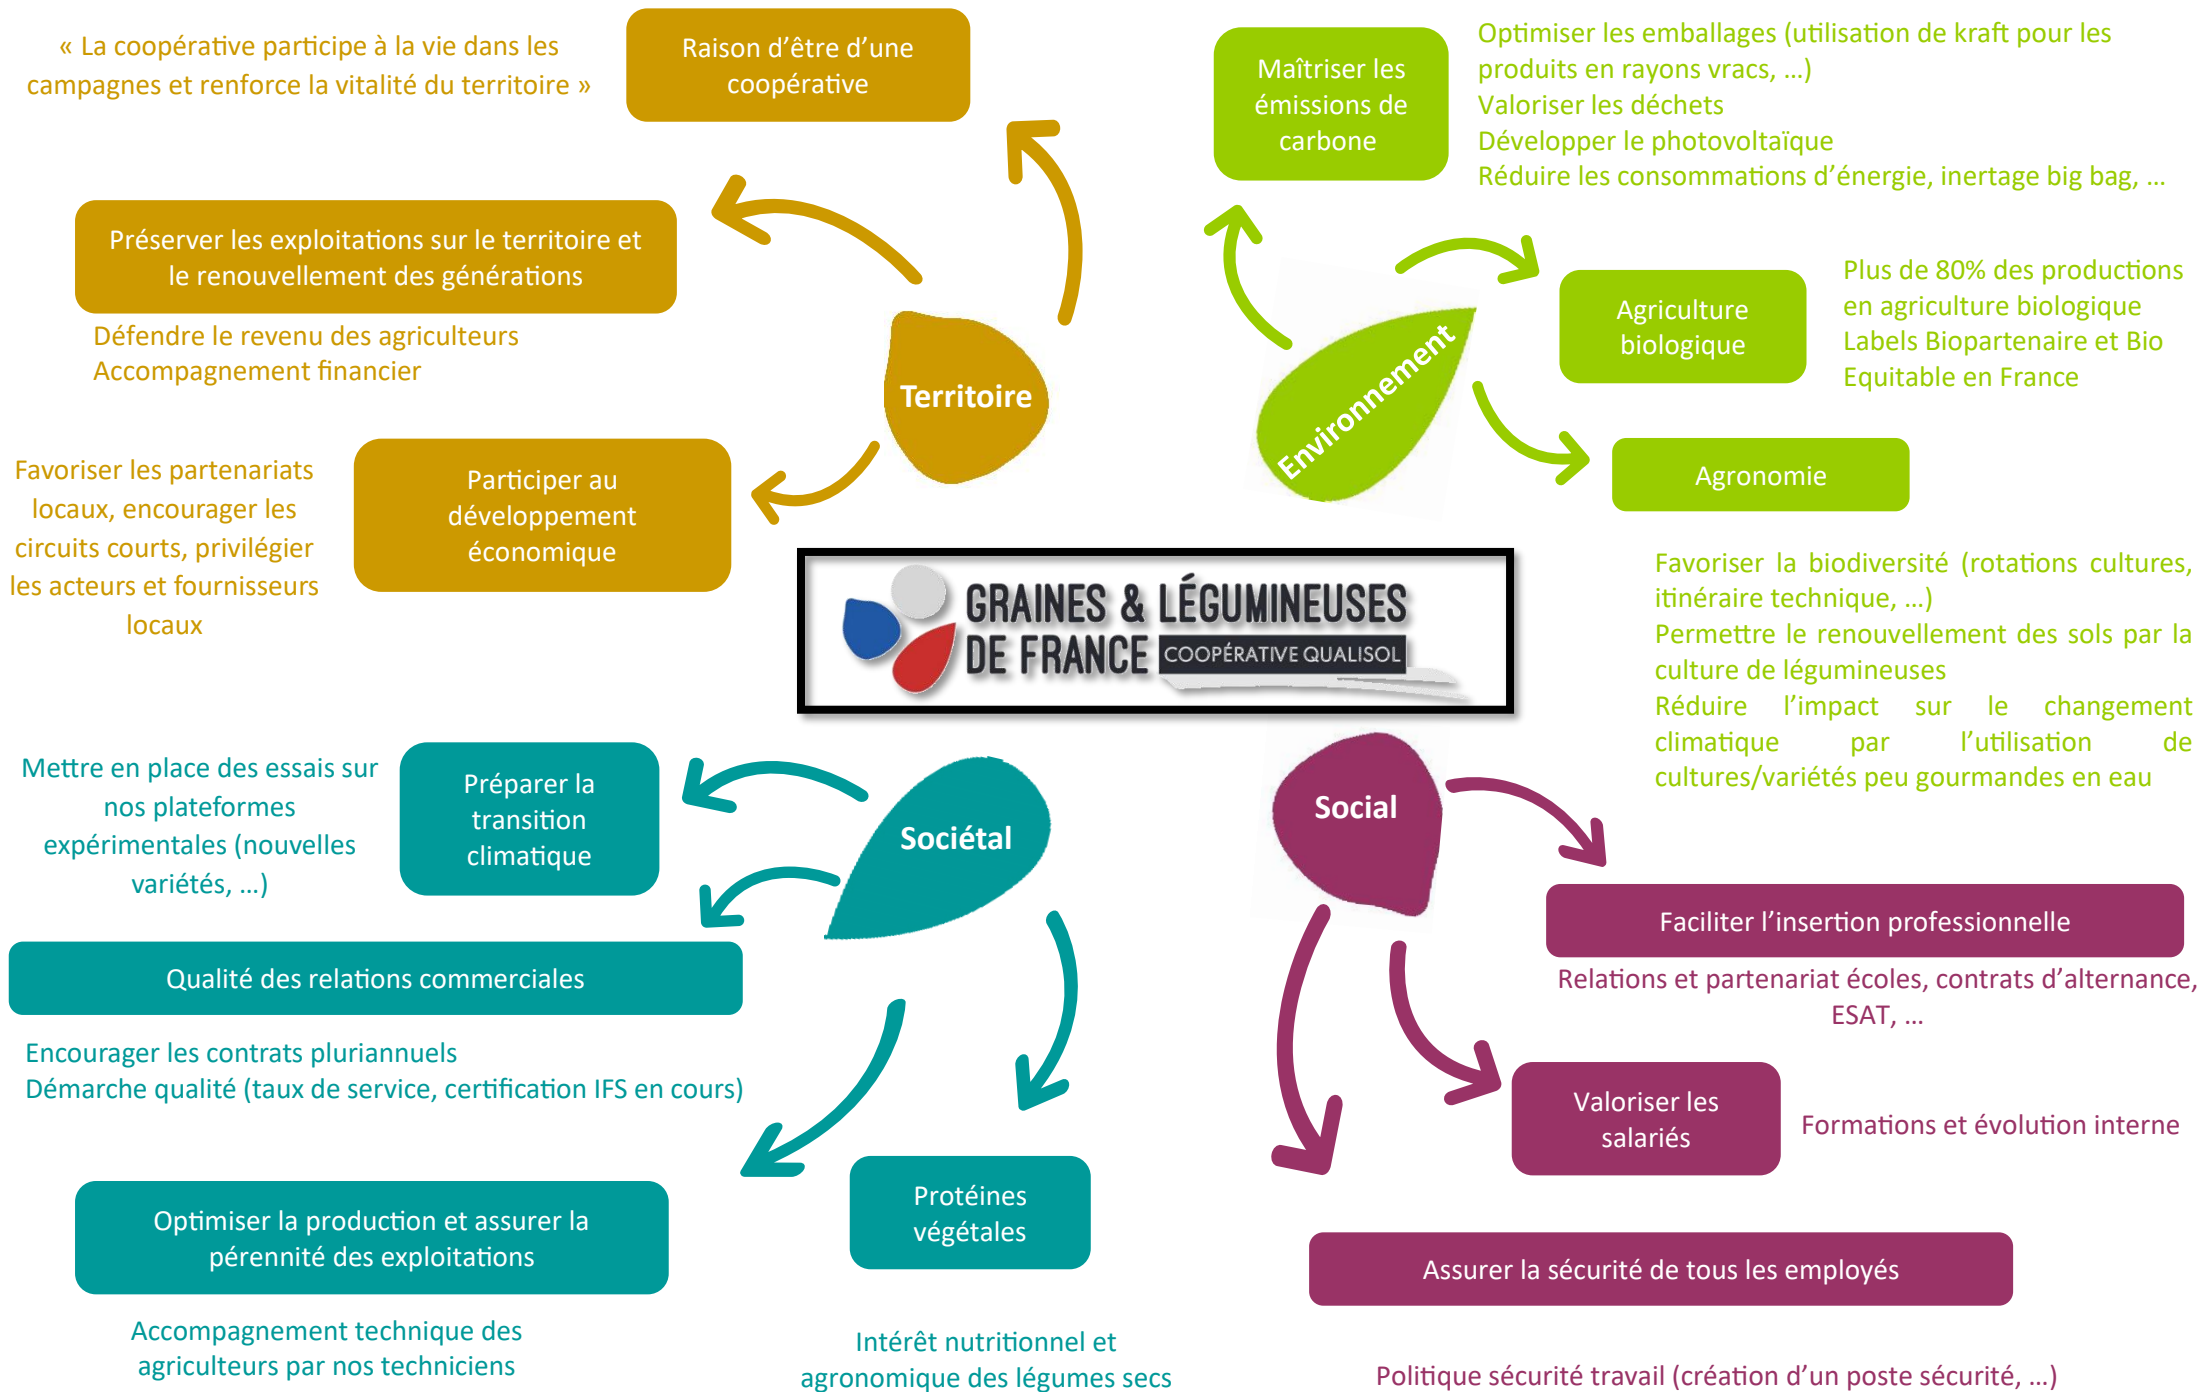 « La coopérative participe à la vie dans les
campagnes et renforce la vitalité du territoire »
Raison d’être d’une
coopérative
Préserver les exploitations sur le territoire et
le renouvellement des générations
Défendre le revenu des agriculteurs
Accompagnement financier
Territoire
Favoriser les partenariats
locaux, encourager les
circuits courts, privilégier
les acteurs et fournisseurs
locaux
Participer au
développement
économique
Maîtriser les
émissions de
carbone
Optimiser les emballages (utilisation de kraft pour les
produits en rayons vracs, …)
Valoriser les déchets
Développer le photovoltaïque
Réduire les consommations d’énergie, inertage big bag, …
Environnement
Agriculture
biologique
Plus de 80% des productions
en agriculture biologique
Labels Biopartenaire et Bio
Equitable en France
Agronomie
Favoriser la biodiversité (rotations cultures,
itinéraire technique, …)
Permettre le renouvellement des sols par la
culture de légumineuses
Réduire l’impact sur le changement
climatique par l’utilisation de
cultures/variétés peu gourmandes en eau
GRAINES & LÉGUMINEUSES
DE FRANCE COOPÉRATIVE QUALISOL
Mettre en place des essais sur
nos plateformes
expérimentales (nouvelles
variétés, …)
Préparer la
transition
climatique
Sociétal
Qualité des relations commerciales
Encourager les contrats pluriannuels
Démarche qualité (taux de service, certification IFS en cours)
Optimiser la production et assurer la
pérennité des exploitations
Accompagnement technique des
agriculteurs par nos techniciens
Protéines
végétales
Intérêt nutritionnel et
agronomique des légumes secs
Social
Faciliter l’insertion professionnelle
Relations et partenariat écoles, contrats d’alternance,
ESAT, …
Valoriser les
salariés
Formations et évolution interne
Assurer la sécurité de tous les employés
Politique sécurité travail (création d’un poste sécurité, …)